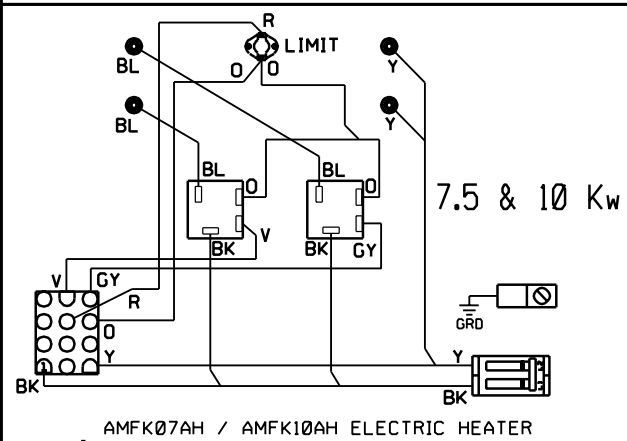 R
LIMIT
BL
O O
Y
BL
Y
BL
O
BL
O
7.5 & 10 Kw
V
BK
BK
GY
V
GY
R
GRD
O
Y
Y
1
BK
BK
AMFK07AH / AMFK10AH ELECTRIC HEATER